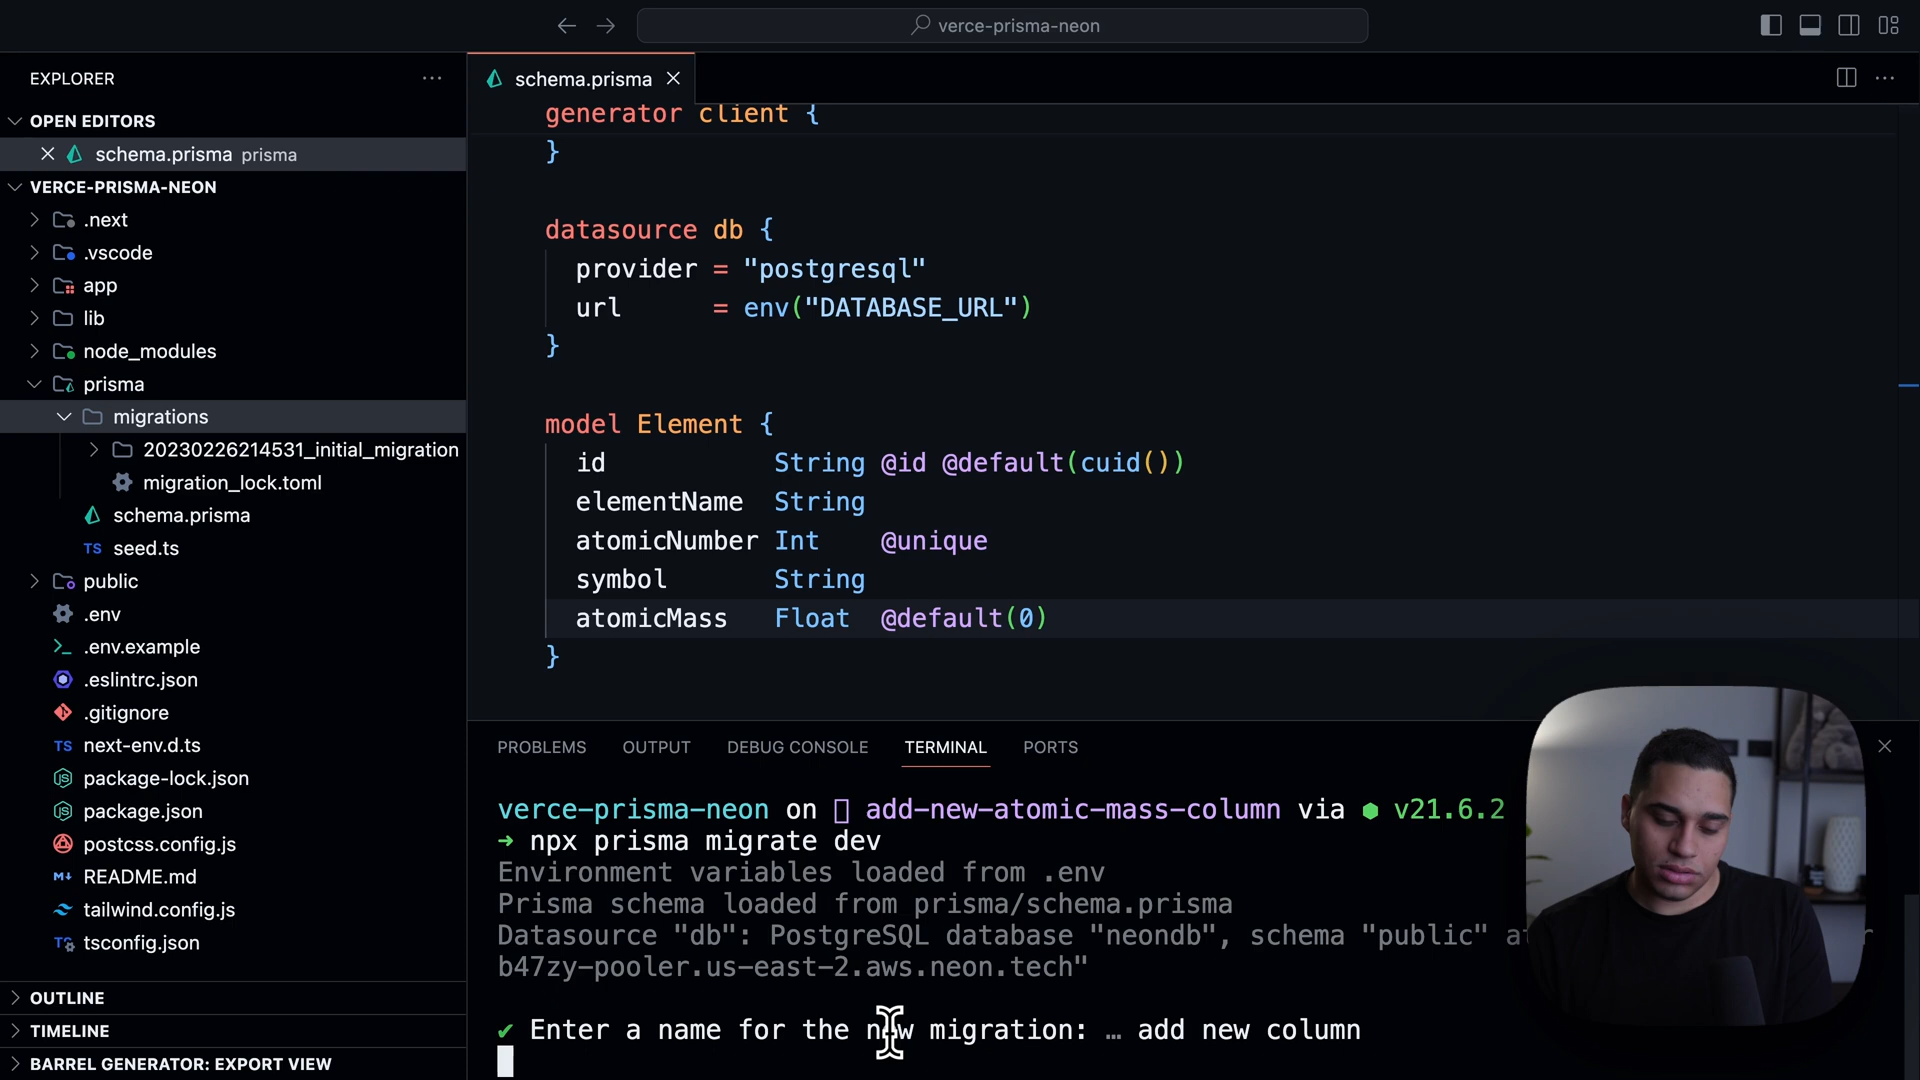 verce-prisma-neon
EXPLORER
OPEN EDITORS
schema.prisma prisma
VERCE-PRISMA-NEON
.next
.vscode
app
lib
node_modules
prisma
migrations
20230226214531_initial_migration
migration_lock.toml
schema.prisma
TS seed.ts
public
.env
.env.example
.eslintrc.json
.gitignore
TS next-env.d.ts
package-lock.json
package.json
postcss.config.js
README.md
tailwind.config.js
tsconfig.json
OUTLINE
TIMELINE
BARREL GENERATOR: EXPORT VIEW
schema.prisma
generator client {
}
datasource db {
provider = "postgresql"
url = env("DATABASE_URL")
}
model Element {
id String @id @default(cuid())
elementName String
atomicNumber Int @unique
symbol String
atomicMass Float @default(0)
}
PROBLEMS OUTPUT DEBUG CONSOLE TERMINAL PORTS
verce-prisma-neon on add-new-atomic-mass-column via v21.6.2
→ npx prisma migrate dev
Environment variables loaded from .env
Prisma schema loaded from prisma/schema.prisma
Datasource "db": PostgreSQL database "neondb", schema "public"
b47zy-pooler.us-east-2.aws.neon.tech"
✔ Enter a name for the new migration: … add new column